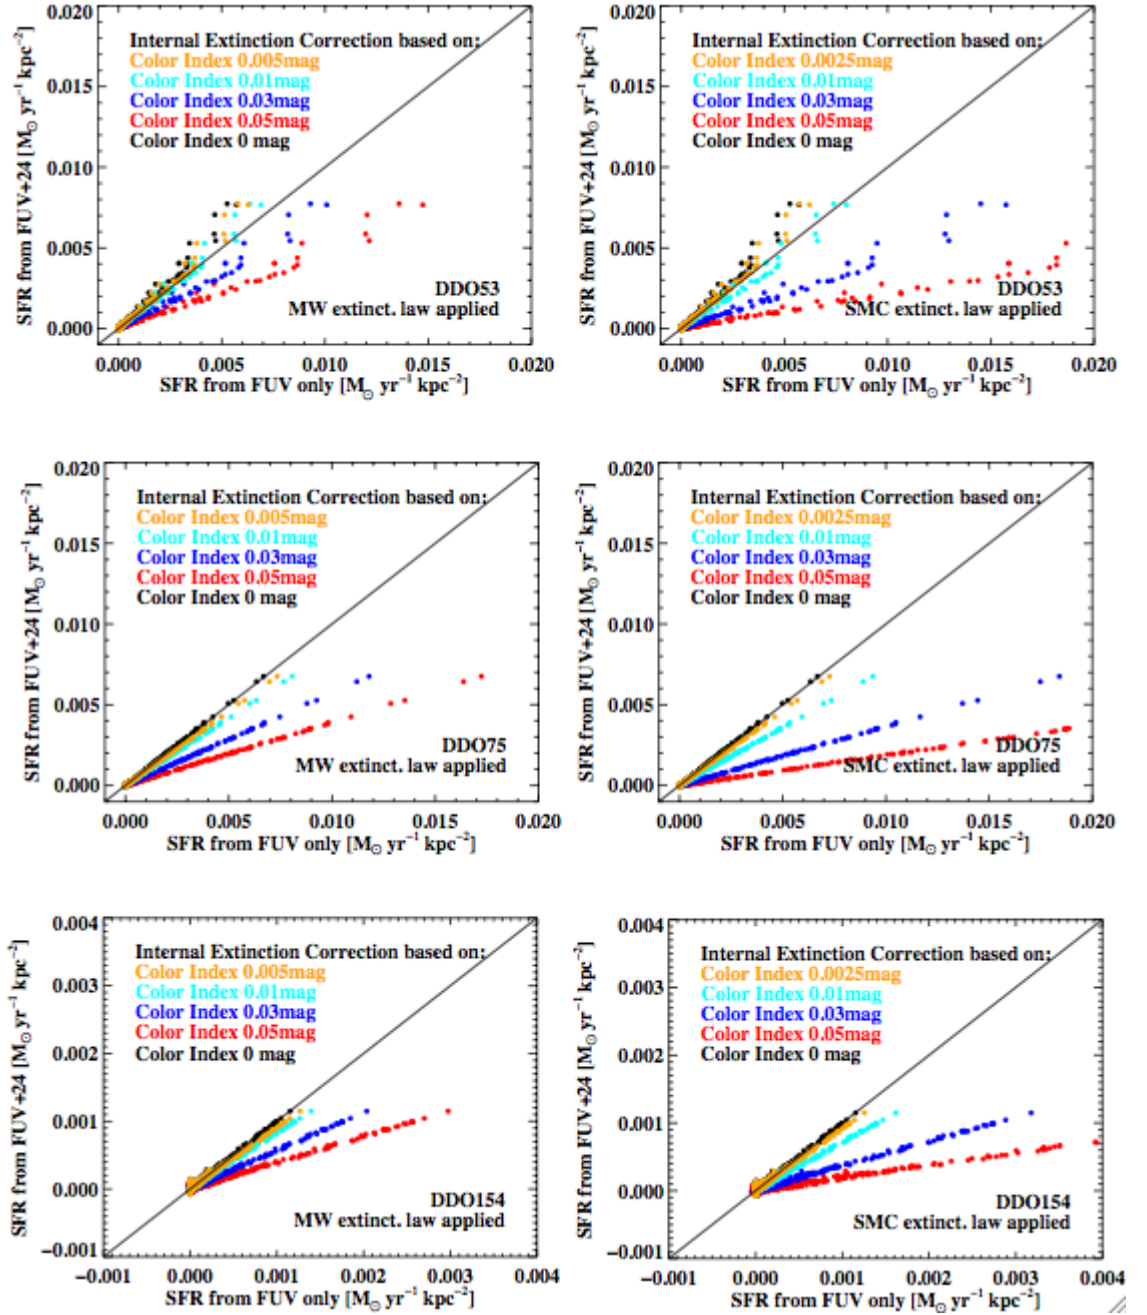 0.020
0.015
0.010
0.005
0.000
SFR from FUV+24 [M☉ yr⁻¹ kpc⁻²]
Internal Extinction Correction based on:
Color Index 0.005mag
Color Index 0.01mag
Color Index 0.03mag
Color Index 0.05mag
Color Index 0 mag
DDO53
MW extinct. law applied
0.000 0.005 0.010 0.015 0.020
SFR from FUV only [M☉ yr⁻¹ kpc⁻²]
0.020
0.015
0.010
0.005
0.000
SFR from FUV+24 [M☉ yr⁻¹ kpc⁻²]
Internal Extinction Correction based on:
Color Index 0.0025mag
Color Index 0.01mag
Color Index 0.03mag
Color Index 0.05mag
Color Index 0 mag
DDO53
SMC extinct. law applied
0.000 0.005 0.010 0.015 0.020
SFR from FUV only [M☉ yr⁻¹ kpc⁻²]
0.020
0.015
0.010
0.005
0.000
SFR from FUV+24 [M☉ yr⁻¹ kpc⁻²]
Internal Extinction Correction based on:
Color Index 0.005mag
Color Index 0.01mag
Color Index 0.03mag
Color Index 0.05mag
Color Index 0 mag
DDO75
MW extinct. law applied
0.000 0.005 0.010 0.015 0.020
SFR from FUV only [M☉ yr⁻¹ kpc⁻²]
0.020
0.015
0.010
0.005
0.000
SFR from FUV+24 [M☉ yr⁻¹ kpc⁻²]
Internal Extinction Correction based on:
Color Index 0.0025mag
Color Index 0.01mag
Color Index 0.03mag
Color Index 0.05mag
Color Index 0 mag
DDO75
SMC extinct. law applied
0.000 0.005 0.010 0.015 0.020
SFR from FUV only [M☉ yr⁻¹ kpc⁻²]
0.004
0.003
0.002
0.001
0.000
−0.001
SFR from FUV+24 [M☉ yr⁻¹ kpc⁻²]
Internal Extinction Correction based on:
Color Index 0.005mag
Color Index 0.01mag
Color Index 0.03mag
Color Index 0.05mag
Color Index 0 mag
DDO154
MW extinct. law applied
−0.001 0.000 0.001 0.002 0.003 0.004
SFR from FUV only [M☉ yr⁻¹ kpc⁻²]
0.004
0.003
0.002
0.001
0.000
−0.001
SFR from FUV+24 [M☉ yr⁻¹ kpc⁻²]
Internal Extinction Correction based on:
Color Index 0.0025mag
Color Index 0.01mag
Color Index 0.03mag
Color Index 0.05mag
Color Index 0 mag
DDO154
SMC extinct. law applied
−0.001 0.000 0.001 0.002 0.003 0.004
SFR from FUV only [M☉ yr⁻¹ kpc⁻²]